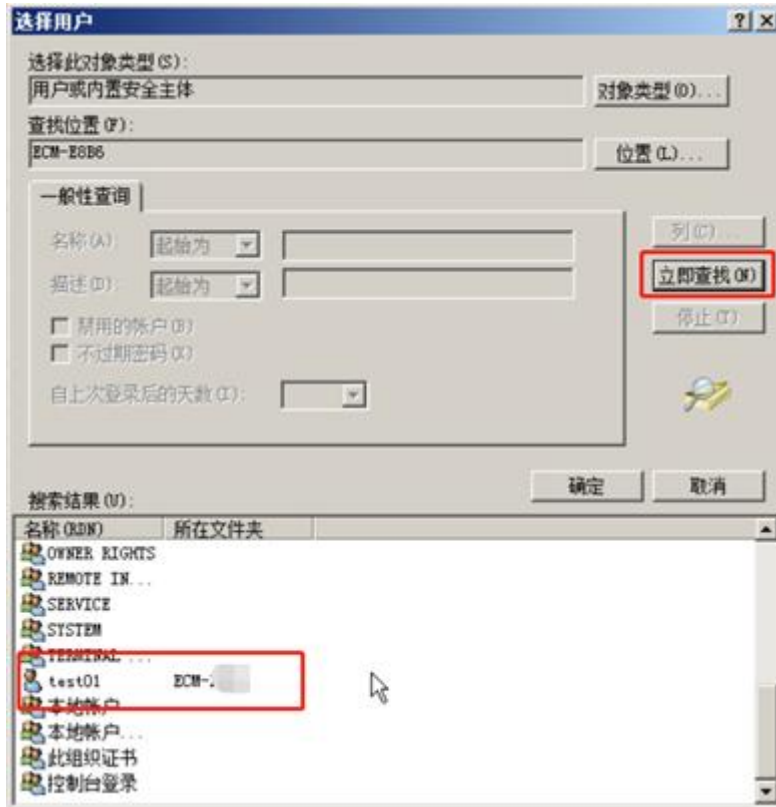 选择用户
选择此对象类型(S):
用户或内置安全主体
对象类型(O)...
查找位置(F):
ECM-E8B6
位置(L)...
一般性查询
名称(A): 起始为
列(C)...
描述(D): 起始为
立即查找(N)
禁用的帐户(B)
停止(T)
不过期密码(X)
自上次登录后的天数(I):
确定 取消
搜索结果(U):
名称(RDN) 所在文件夹
OWNER RIGHTS
REMOTE IN...
SERVICE
SYSTEM
TERMINAL ...
test01 ECM-
本地帐户
本地帐户...
此组织证书
控制台登录